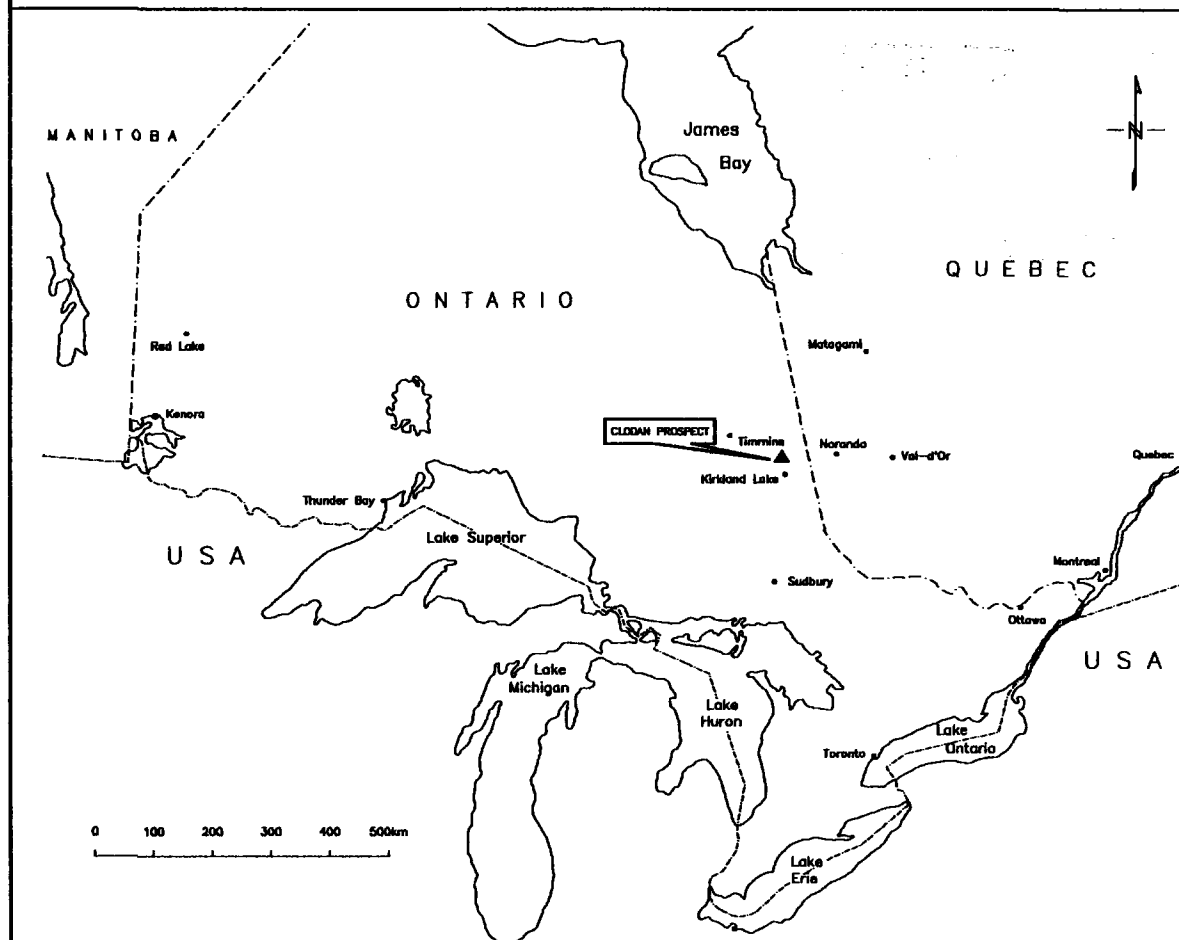 MANITOBA
James
Bay
N
QUEBEC
ONTARIO
Red Lake
Matagami
Kenora
CLODAN PROSPECT
Timmins
Noranda
Val-d'Or
Quebec
Kirkland Lake
Thunder Bay
Lake Superior
USA
Montreal
Sudbury
Ottawa
USA
Lake
Michigan
Lake
Huron
Lake
Ontario
Toronto
0 100 200 300 400 500km
Lake
Erie